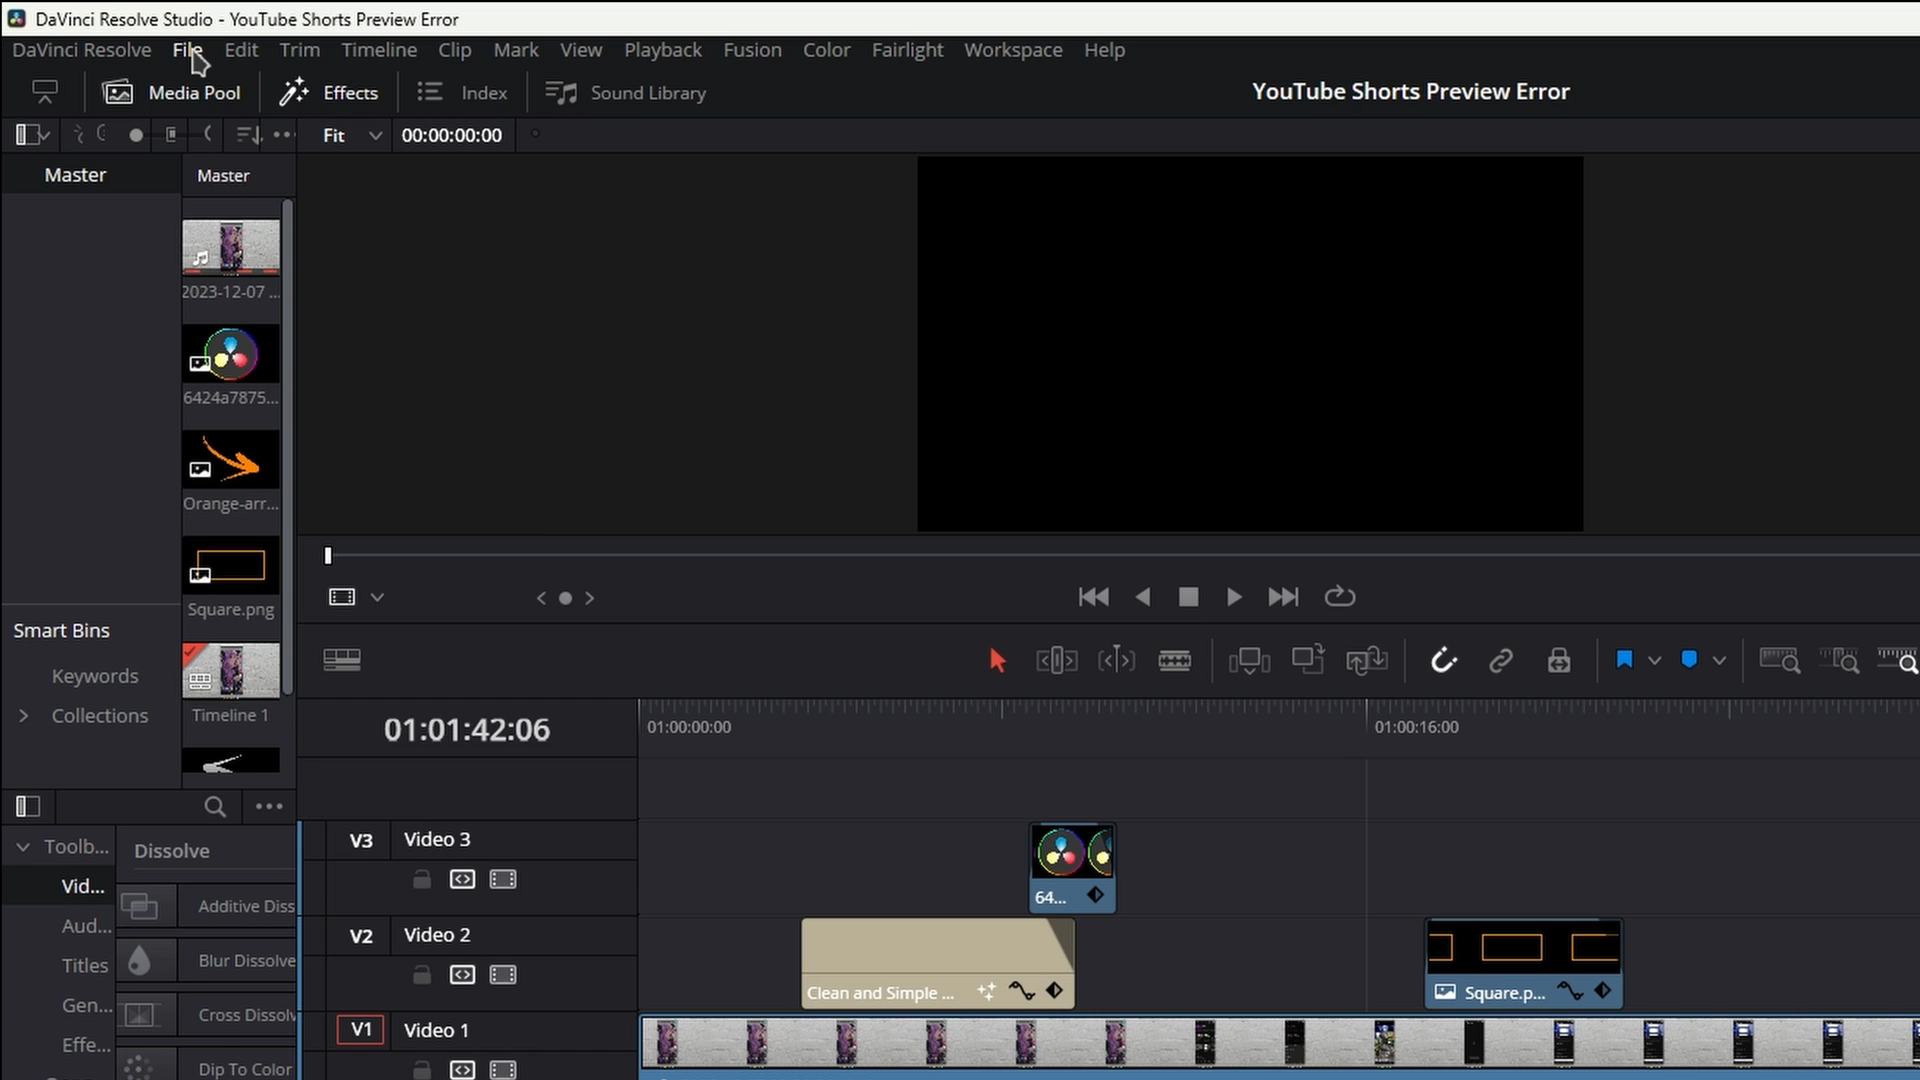 DaVinci Resolve Studio - YouTube Shorts Preview Error
DaVinci Resolve File Edit Trim Timeline Clip Mark View Playback Fusion Color Fairlight Workspace Help
Media Pool Effects Index Sound Library YouTube Shorts Preview Error
Fit 00:00:00:00
Master Master
2023-12-07 ...
6424a7875...
Orange-arr...
Square.png
Smart Bins
Keywords
Collections
Timeline 1
01:01:42:06 01:00:00:00 01:00:16:00
Toolb...
Dissolve
Vid...
Additive Diss
Aud...
Blur Dissolve
Titles
Gen...
Cross Dissolv
Effe...
Dip To Color
V3 Video 3
64...
V2 Video 2
Clean and Simple ... Square.p...
V1 Video 1